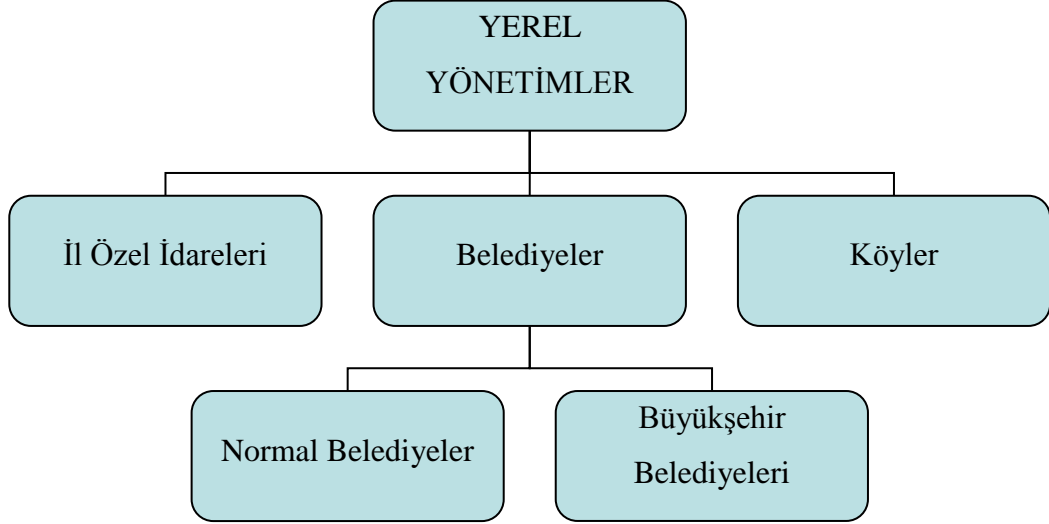 YEREL
YÖNETİMLER
İl Özel İdareleri
Belediyeler
Köyler
Normal Belediyeler
Büyükşehir
Belediyeleri